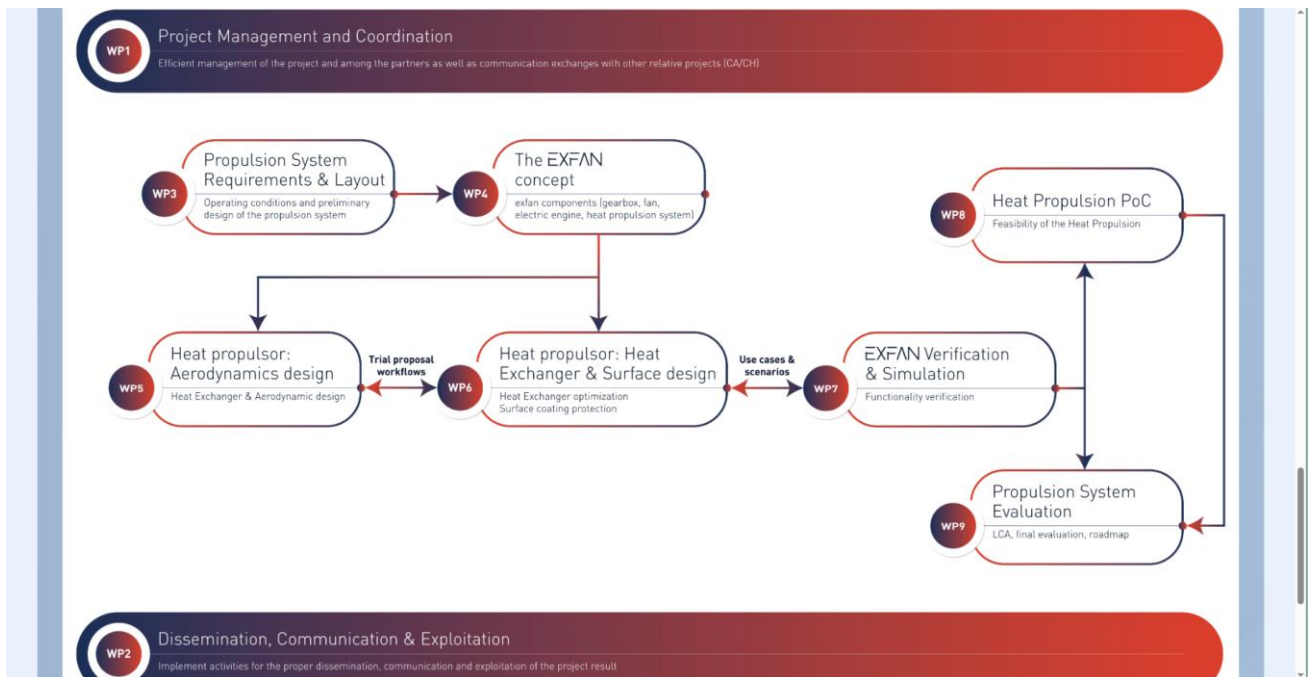 WP1
Project Management and Coordination
Efficient management of the project and among the partners as well as communication exchanges with other relative projects (CA/CH)
WP3
Propulsion System
Requirements & Layout
Operating conditions and preliminary
design of the propulsion system
WP4
The EXFAN
concept
exfan components (gearbox, fan,
electric engine, heat propulsion system)
WP8
Heat Propulsion PoC
Feasibility of the Heat Propulsion
WP5
Heat propulsor:
Aerodynamics design
Heat Exchanger & Aerodynamic design
Trial proposal
workflows
WP6
Heat propulsor: Heat
Exchanger & Surface design
Heat Exchanger optimization
Surface coating protection
Use cases &
scenarios
WP7
EXFAN Verification
& Simulation
Functionality verification
WP9
Propulsion System
Evaluation
LCA, final evaluation, roadmap
WP2
Dissemination, Communication & Exploitation
Implement activities for the proper dissemination, communication and exploitation of the project result